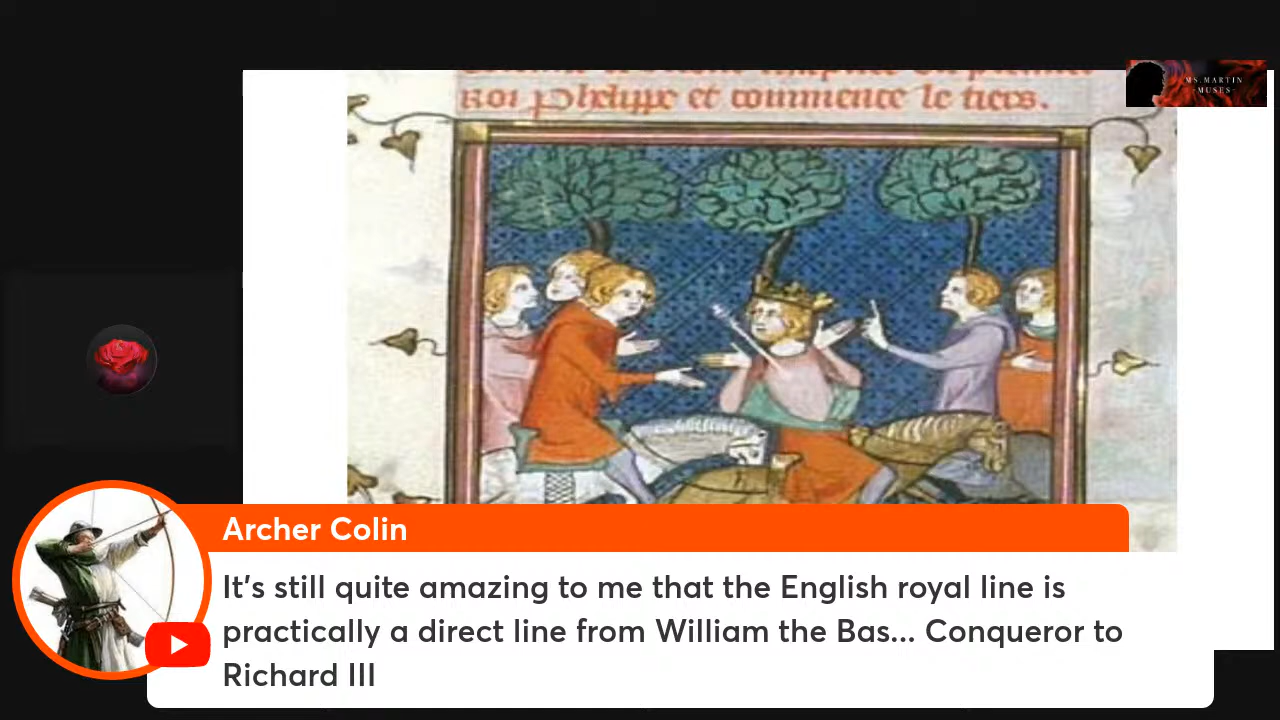 Roi Phelippe et commence le tiers.
MS.MARTIN
-MUSES-
Archer Colin
It's still quite amazing to me that the English royal line is
practically a direct line from William the Bas... Conqueror to
Richard III